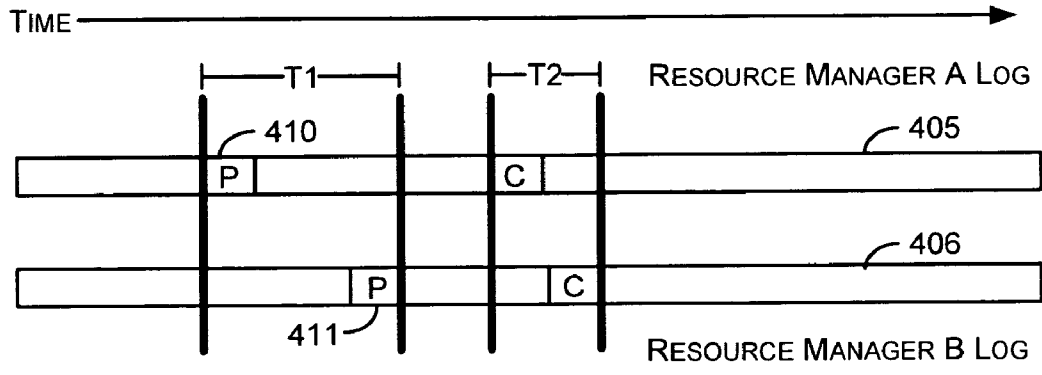 TIME
T1
T2
RESOURCE MANAGER A LOG
410
405
P
C
406
P
C
411
RESOURCE MANAGER B LOG